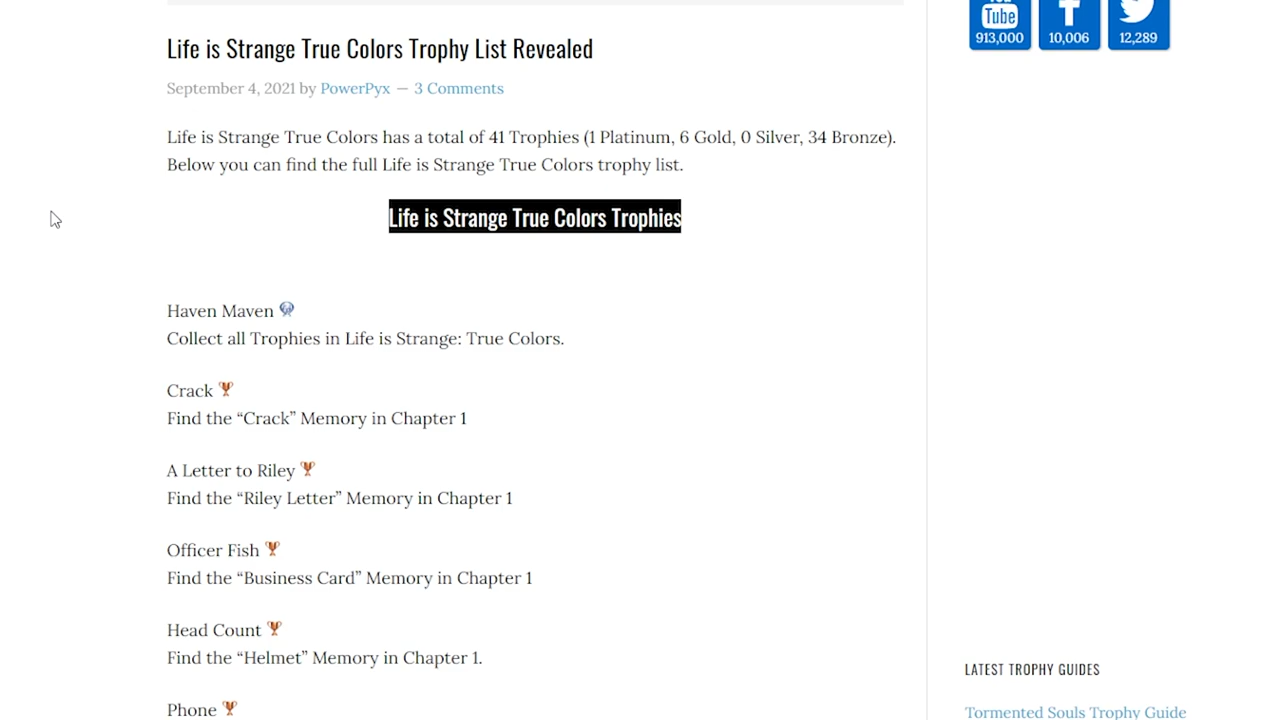 You
Tube
913,000
10,006
12,289
Life is Strange True Colors Trophy List Revealed
September 4, 2021 by PowerPyx — 3 Comments
Life is Strange True Colors has a total of 41 Trophies (1 Platinum, 6 Gold, 0 Silver, 34 Bronze).
Below you can find the full Life is Strange True Colors trophy list.
Life is Strange True Colors Trophies
Haven Maven
Collect all Trophies in Life is Strange: True Colors.
Crack
Find the “Crack” Memory in Chapter 1
A Letter to Riley
Find the “Riley Letter” Memory in Chapter 1
Officer Fish
Find the “Business Card” Memory in Chapter 1
Head Count
Find the “Helmet” Memory in Chapter 1.
Phone
LATEST TROPHY GUIDES
Tormented Souls Trophy Guide